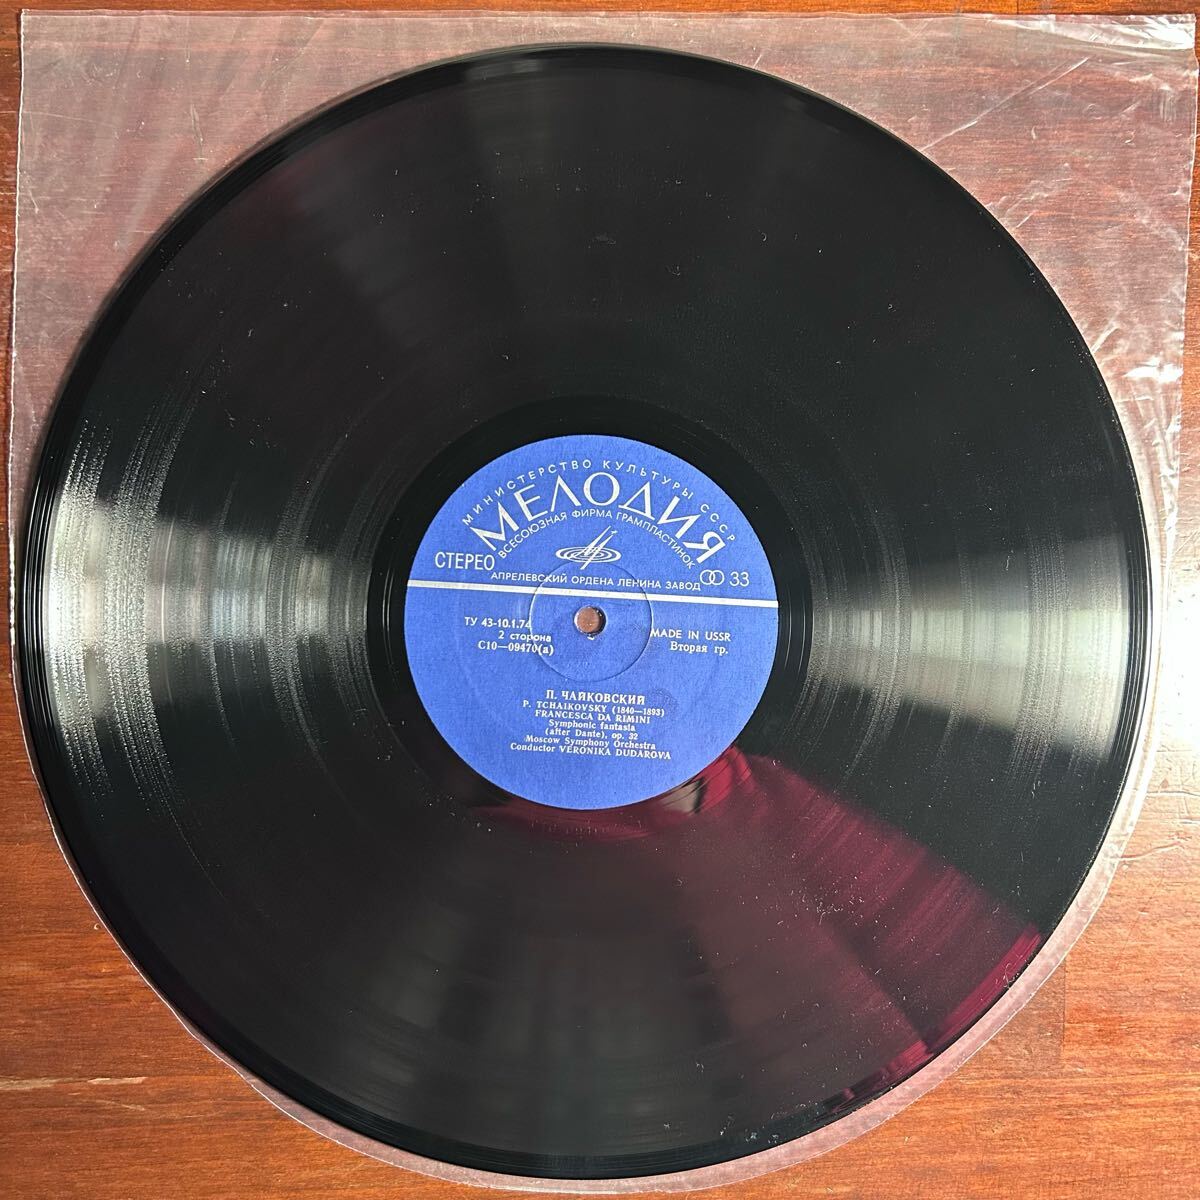 МИНИСТЕРСТВО КУЛЬТУРЫ СССР
МЕЛОДИЯ
ВСЕСОЮЗНАЯ ФИРМА ГРАМПЛАСТИНОК
СТЕРЕО
АПРЕЛЕВСКИЙ ОРДЕНА ЛЕНИНА ЗАВОД
33
ТУ 43-10.1.74
2 сторона
С10—09470(а)
MADE IN USSR
Вторая гр.
П. ЧАЙКОВСКИЙ
P. TCHAIKOVSKY (1840—1893)
FRANCESCA DA RIMINI
Symphonic fantasia
(after Dante), op. 32
Moscow Symphony Orchestra
Conductor VERONIKA DUDAROVA